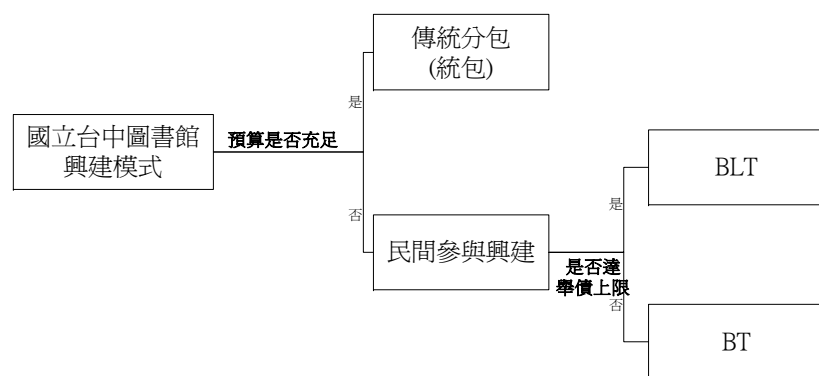 傳統分包
(統包)
是
國立台中圖書館
興建模式
預算是否充足
否
民間參與興建
是否達
舉債上限
是
BLT
否
BT